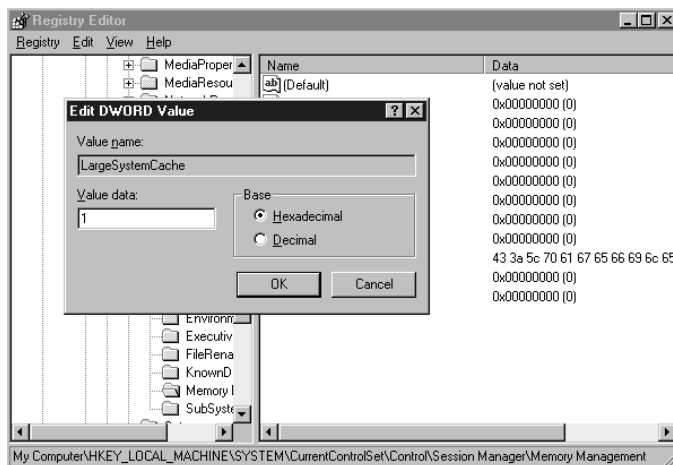 Registry Editor
Registry Edit View Help
MediaProper
MediaResou
Name Data
(Default) (value not set)
0x00000000 (0)
0x00000000 (0)
0x00000000 (0)
0x00000000 (0)
0x00000000 (0)
0x00000000 (0)
0x00000000 (0)
0x00000000 (0)
43 3a 5c 70 61 67 65 66 69 6c 65
0x00000000 (0)
0x00000000 (0)
Edit DWORD Value
Value name:
LargeSystemCache
Value data:
1
Base
Hexadecimal
Decimal
OK Cancel
Environm
Executiv
FileRena
KnownD
Memory
SubSyste
My Computer\HKEY_LOCAL_MACHINE\SYSTEM\CurrentControlSet\Control\Session Manager\Memory Management